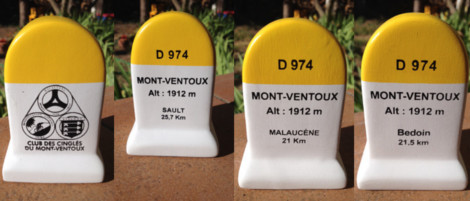 CLUB DES CINGLÉS
DU MONT-VENTOUX
D 974
MONT-VENTOUX
Alt : 1912 m
SAULT
25,7 Km
D 974
MONT-VENTOUX
Alt : 1912 m
MALAUCÈNE
21 Km
D 974
MONT-VENTOUX
Alt : 1912 m
Bedoin
21,5 km